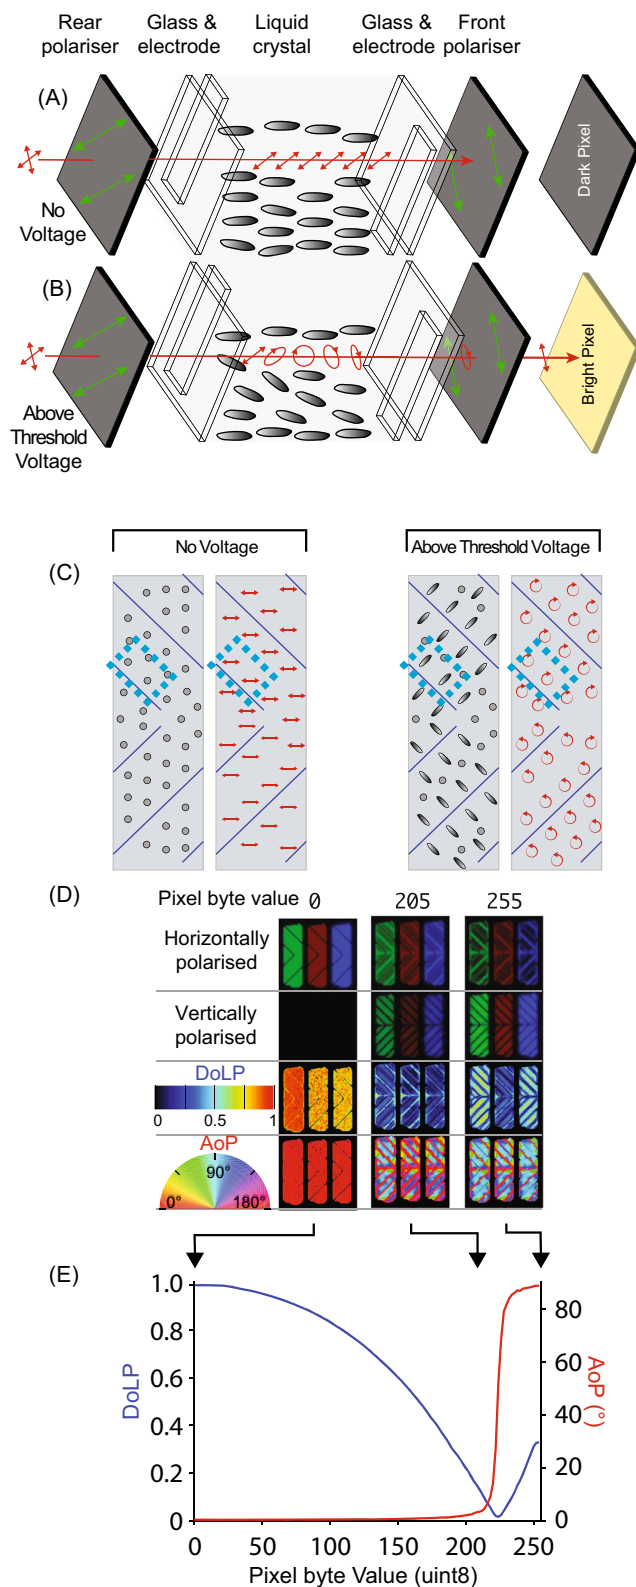 Rear
polariser
Glass &
electrode
Liquid
crystal
Glass &
electrode
Front
polariser
(A)
No
Voltage
Dark Pixel
(B)
Above
Threshold
Voltage
Bright Pixel
No Voltage
Above Threshold Voltage
(C)
(D)
Pixel byte value 0 205 255
Horizontally
polarised
Vertically
polarised
DoLP
0 0.5 1
AoP
90°
0° 180°
(E)
1.0
0.8
0.6
0.4
0.2
0
DoLP
80
60
40
20
0
AoP (°)
0 50 100 150 200 250
Pixel byte Value (uint8)